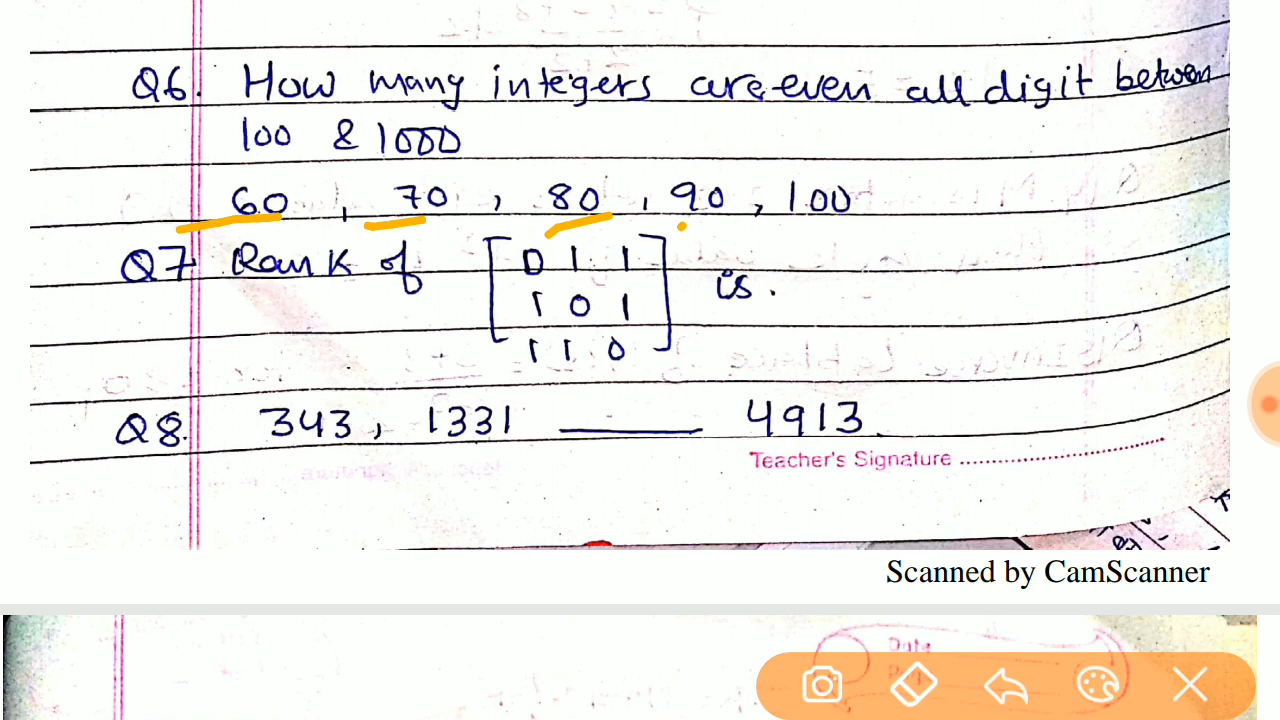 Q6. How many integers are even all digit between
100 & 1000
60, 70, 80, 90, 100
Q7 Rank of [0 1 1
1 0 1
1 1 0] is.
Q8. 343, 1331 ______ 4913
Teacher's Signature ..............................
Scanned by CamScanner
Date